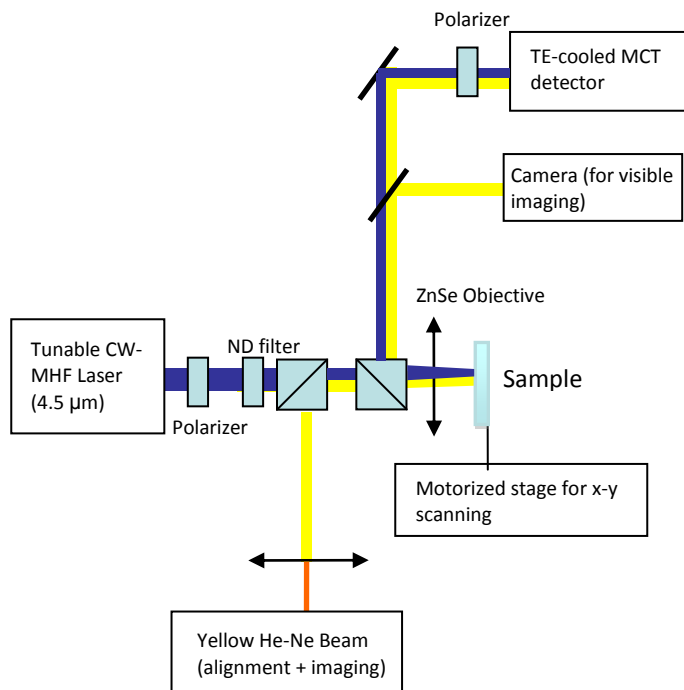 Polarizer
TE-cooled MCT
detector
Camera (for visible
imaging)
ZnSe Objective
Tunable CW-
MHF Laser
(4.5 µm)
ND filter
Polarizer
Sample
Motorized stage for x-y
scanning
Yellow He-Ne Beam
(alignment + imaging)